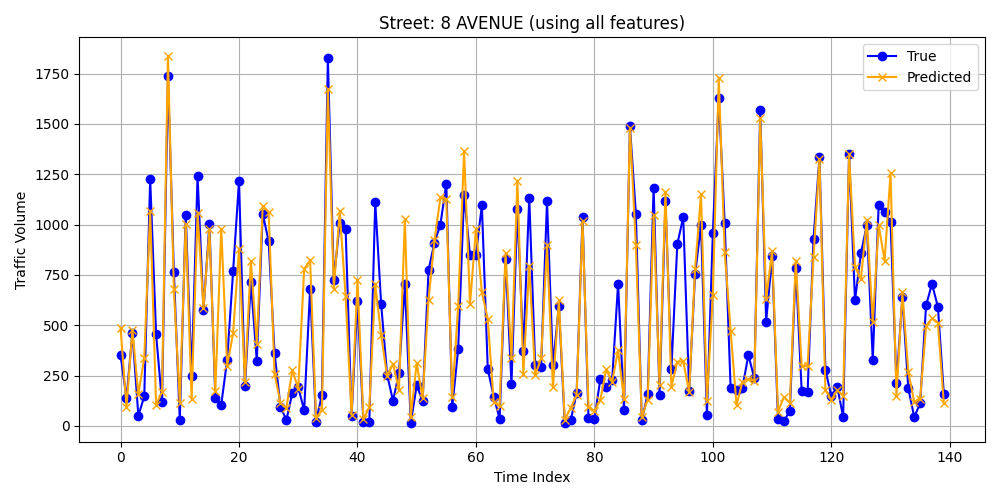 Street: 8 AVENUE (using all features)
True
Predicted
Traffic Volume
1750
1500
1250
1000
750
500
250
0
0 20 40 60 80 100 120 140
Time Index